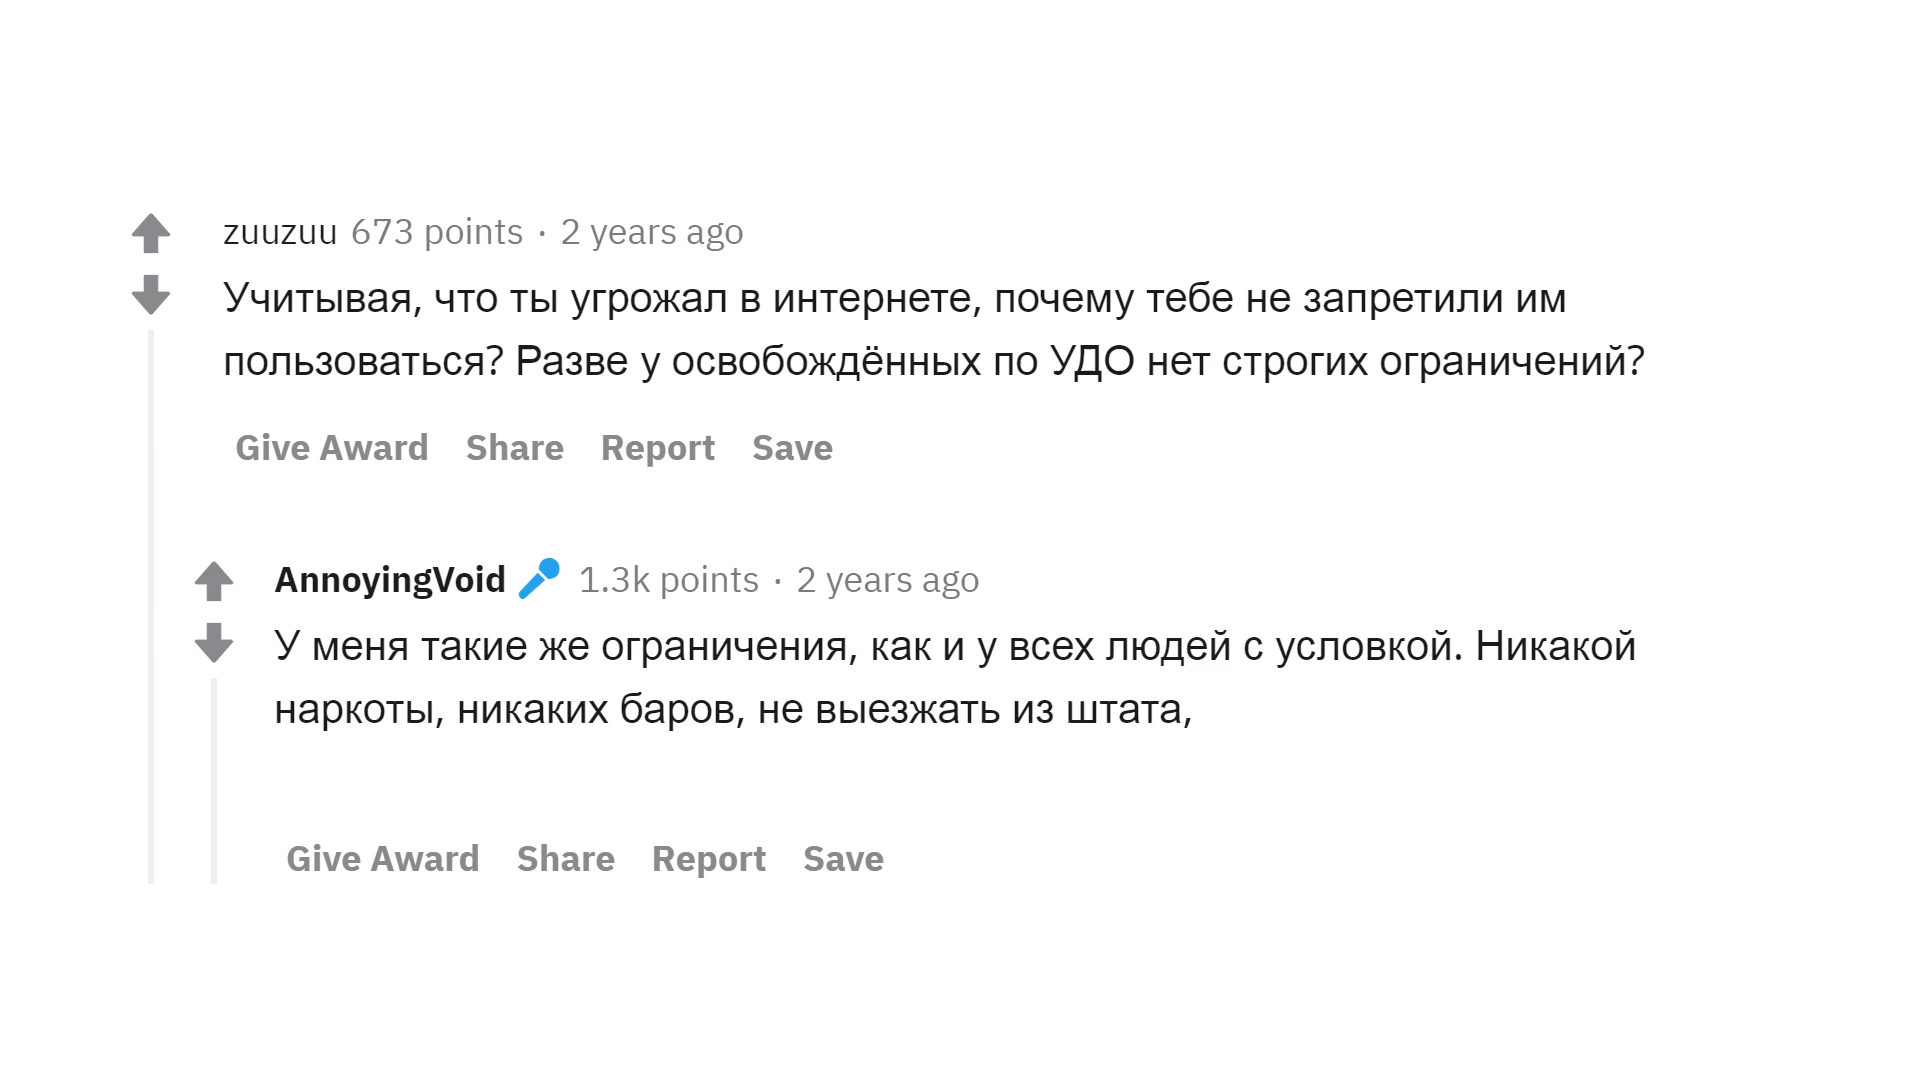 zuuzuu 673 points · 2 years ago
Учитывая, что ты угрожал в интернете, почему тебе не запретили им
пользоваться? Разве у освобождённых по УДО нет строгих ограничений?
Give Award Share Report Save
AnnoyingVoid 1.3k points · 2 years ago
У меня такие же ограничения, как и у всех людей с условкой. Никакой
наркоты, никаких баров, не выезжать из штата,
Give Award Share Report Save